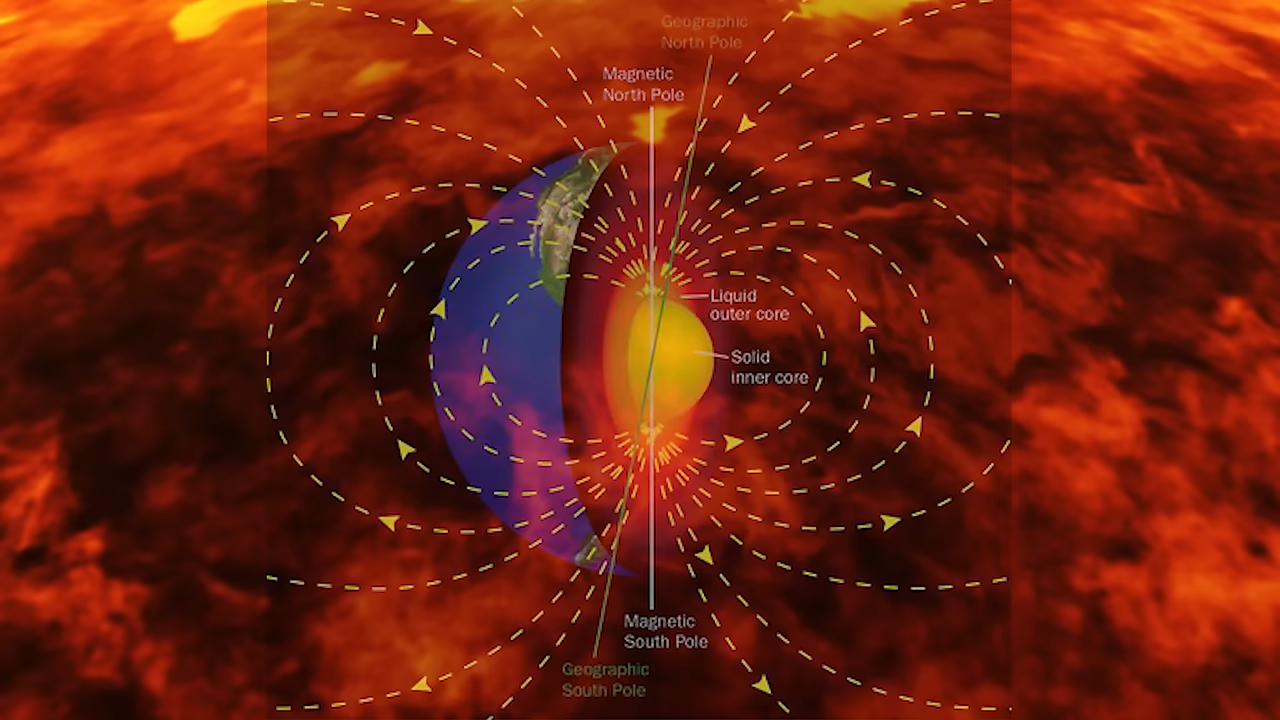 Geographic
North Pole
Magnetic
North Pole
Liquid
outer core
Solid
inner core
Magnetic
South Pole
Geographic
South Pole